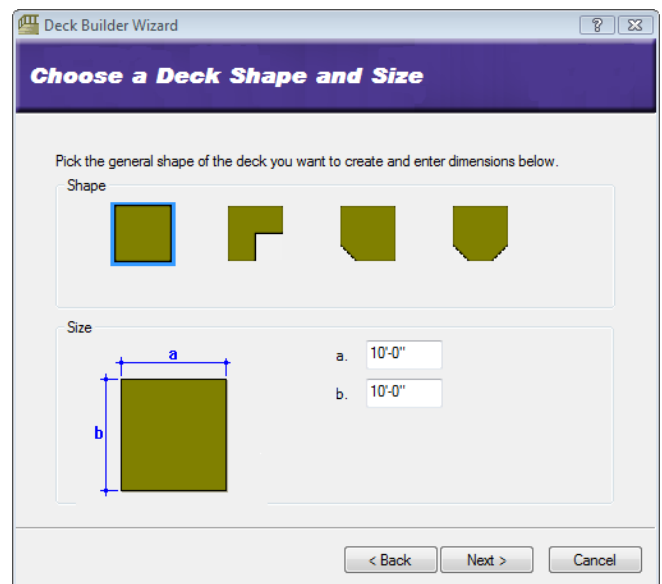 Deck Builder Wizard
Choose a Deck Shape and Size
Pick the general shape of the deck you want to create and enter dimensions below.
Shape
Size
a
b
a. 10'-0"
b. 10'-0"
< Back Next > Cancel